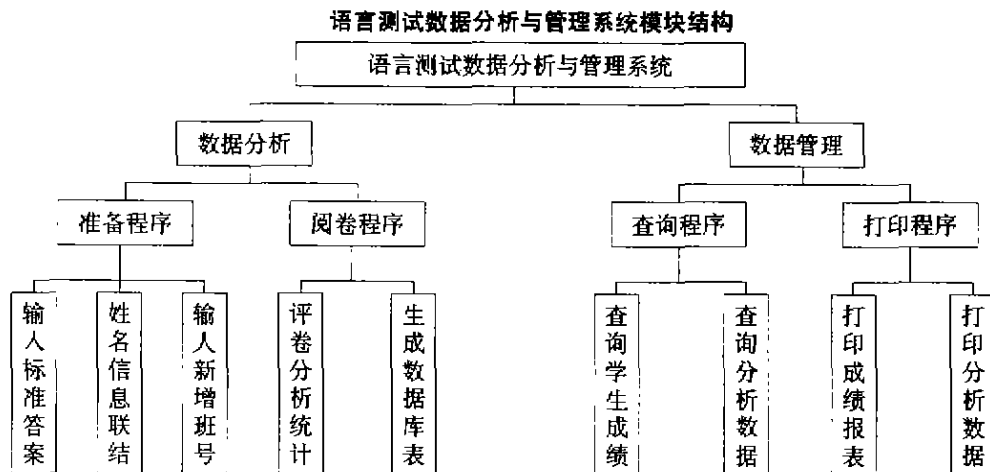 语言测试数据分析与管理系统模块结构
语言测试数据分析与管理系统
数据分析
数据管理
准备程序
阅卷程序
查询程序
打印程序
输人标准答案
姓名信息联结
输人新增班号
评卷分析统计
生成数据库表
查询学生成绩
查询分析数据
打印成绩报表
打印分析数据